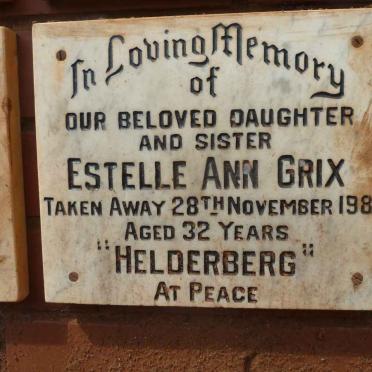 In Loving Memory
of
OUR BELOVED DAUGHTER
AND SISTER
ESTELLE ANN GRIX
TAKEN AWAY 28TH NOVEMBER 198
AGED 32 YEARS
"HELDERBERG"
AT PEACE